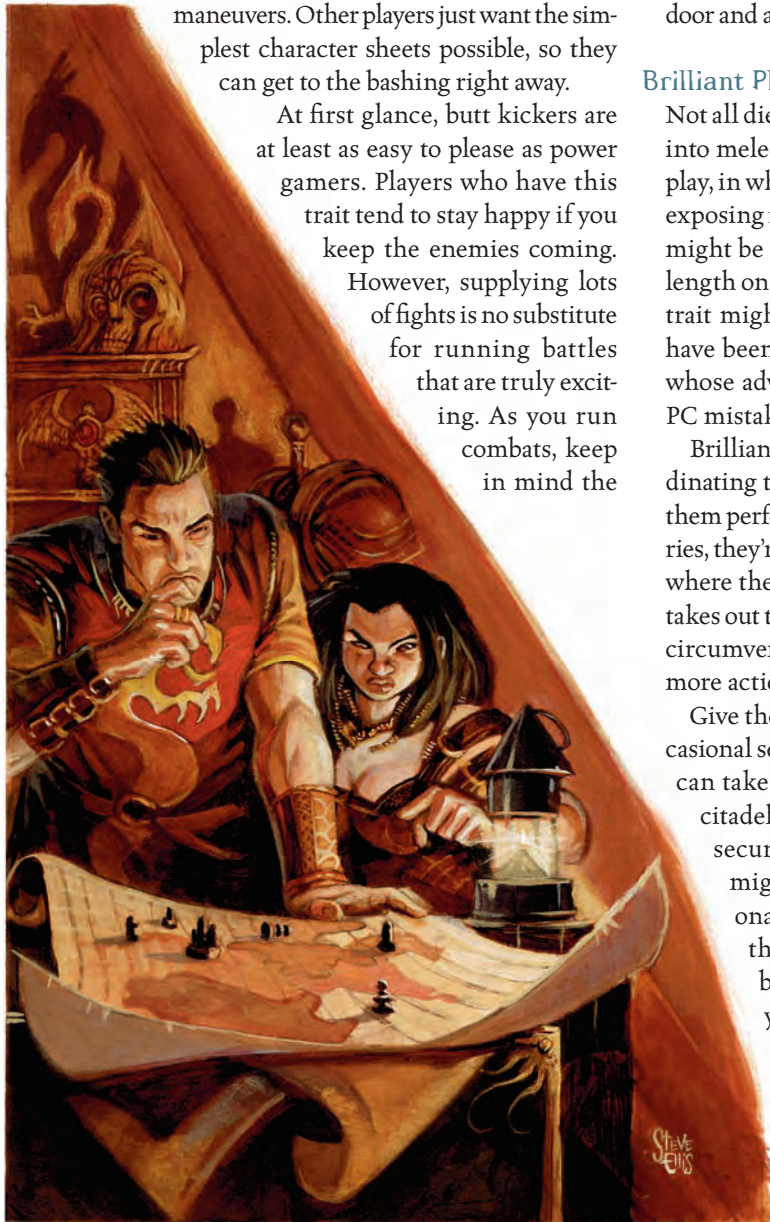 maneuvers. Other players just want the sim-
plest character sheets possible, so they
can get to the bashing right away.
At first glance, butt kickers are
at least as easy to please as power
gamers. Players who have this
trait tend to stay happy if you
keep the enemies coming.
However, supplying lots
of fights is no substitute
for running battles
that are truly excit-
ing. As you run
combats, keep
in mind the
door and a
Brilliant
Not all die
into mele
play, in wh
exposing
might be
length on
trait migh
have been
whose adv
PC mistak
Brillian
dinating t
them perf
ries, they’r
where the
takes out t
circumver
more actio
Give the
casional se
can take
citadel
secur
mig
ona
th
b
y
STEVE
ELLIS